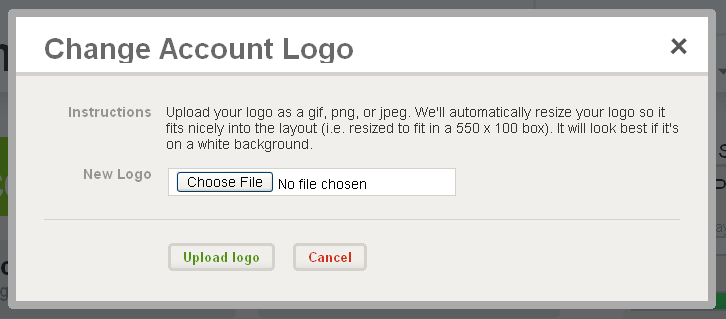 Change Account Logo
Instructions
Upload your logo as a gif, png, or jpeg. We'll automatically resize your logo so it
fits nicely into the layout (i.e. resized to fit in a 550 x 100 box). It will look best if it's
on a white background.
New Logo
Choose File No file chosen
Upload logo
Cancel